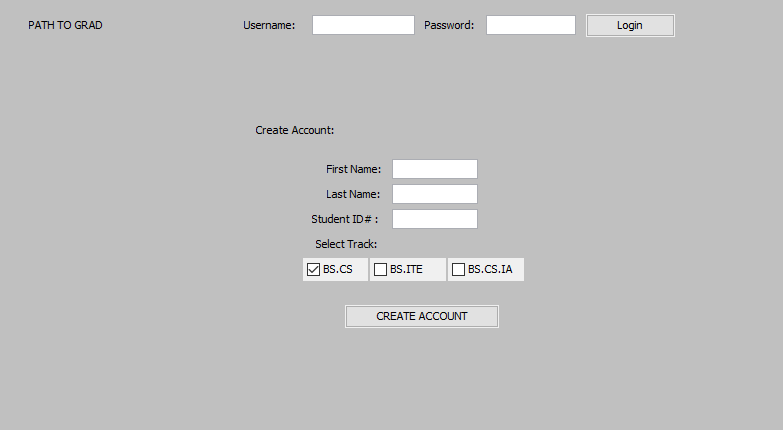 PATH TO GRAD Username: Password: Login
Create Account:
First Name:
Last Name:
Student ID# :
Select Track:
BS.CS BS.ITE BS.CS.IA
CREATE ACCOUNT